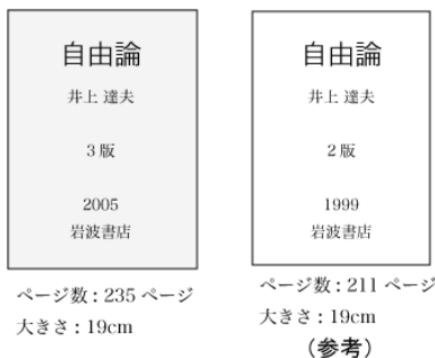 自由論
井上 達夫
3 版
2005
岩波書店
ページ数 : 235 ページ
大きさ : 19cm
自由論
井上 達夫
2 版
1999
岩波書店
ページ数 : 211 ページ
大きさ : 19cm
(参考)